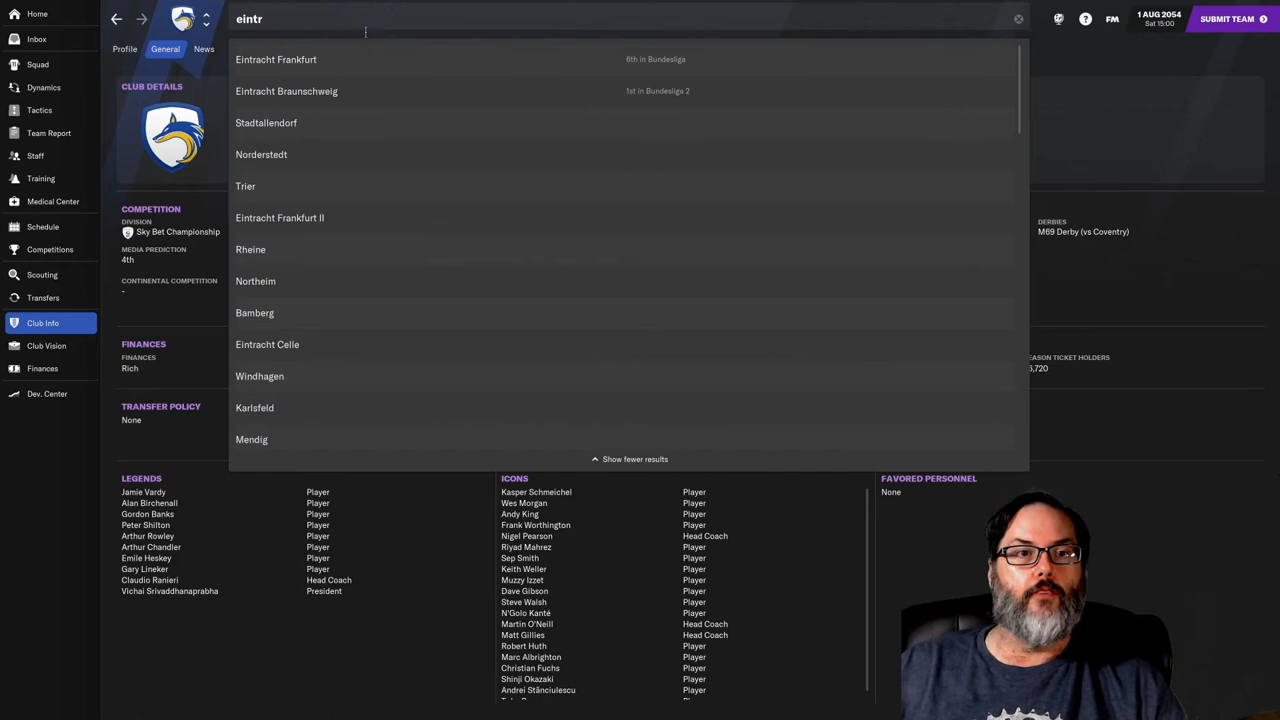 Home
Inbox
Squad
Dynamics
Tactics
Team Report
Staff
Training
Medical Center
Schedule
Competitions
Scouting
Transfers
Club Info
Club Vision
Finances
Dev. Center
eintr
FM
1 AUG 2054
Sat 15:00
SUBMIT TEAM
Profile
General
News
Eintracht Frankfurt 6th in Bundesliga
Eintracht Braunschweig 1st in Bundesliga 2
Stadtallendorf
Norderstedt
Trier
Eintracht Frankfurt II
Rheine
Northeim
Bamberg
Eintracht Celle
Windhagen
Karlsfeld
Mendig
Show fewer results
CLUB DETAILS
COMPETITION
DIVISION
Sky Bet Championship
MEDIA PREDICTION
4th
CONTINENTAL COMPETITION
-
DERBIES
M69 Derby (vs Coventry)
FINANCES
FINANCES
Rich
EASON TICKET HOLDERS
,720
TRANSFER POLICY
None
LEGENDS
Jamie Vardy Player
Alan Birchenall Player
Gordon Banks Player
Peter Shilton Player
Arthur Rowley Player
Arthur Chandler Player
Emile Heskey Player
Gary Lineker Player
Claudio Ranieri Head Coach
Vichai Srivaddhanaprabha President
ICONS
Kasper Schmeichel Player
Wes Morgan Player
Andy King Player
Frank Worthington Player
Nigel Pearson Head Coach
Riyad Mahrez Player
Sep Smith Player
Keith Weller Player
Muzzy Izzet Player
Dave Gibson Player
Steve Walsh Player
N'Golo Kanté Player
Martin O'Neill Head Coach
Matt Gillies Head Coach
Robert Huth Player
Marc Albrighton Player
Christian Fuchs Player
Shinji Okazaki Player
Andrei Stănciulescu Player
FAVORED PERSONNEL
None